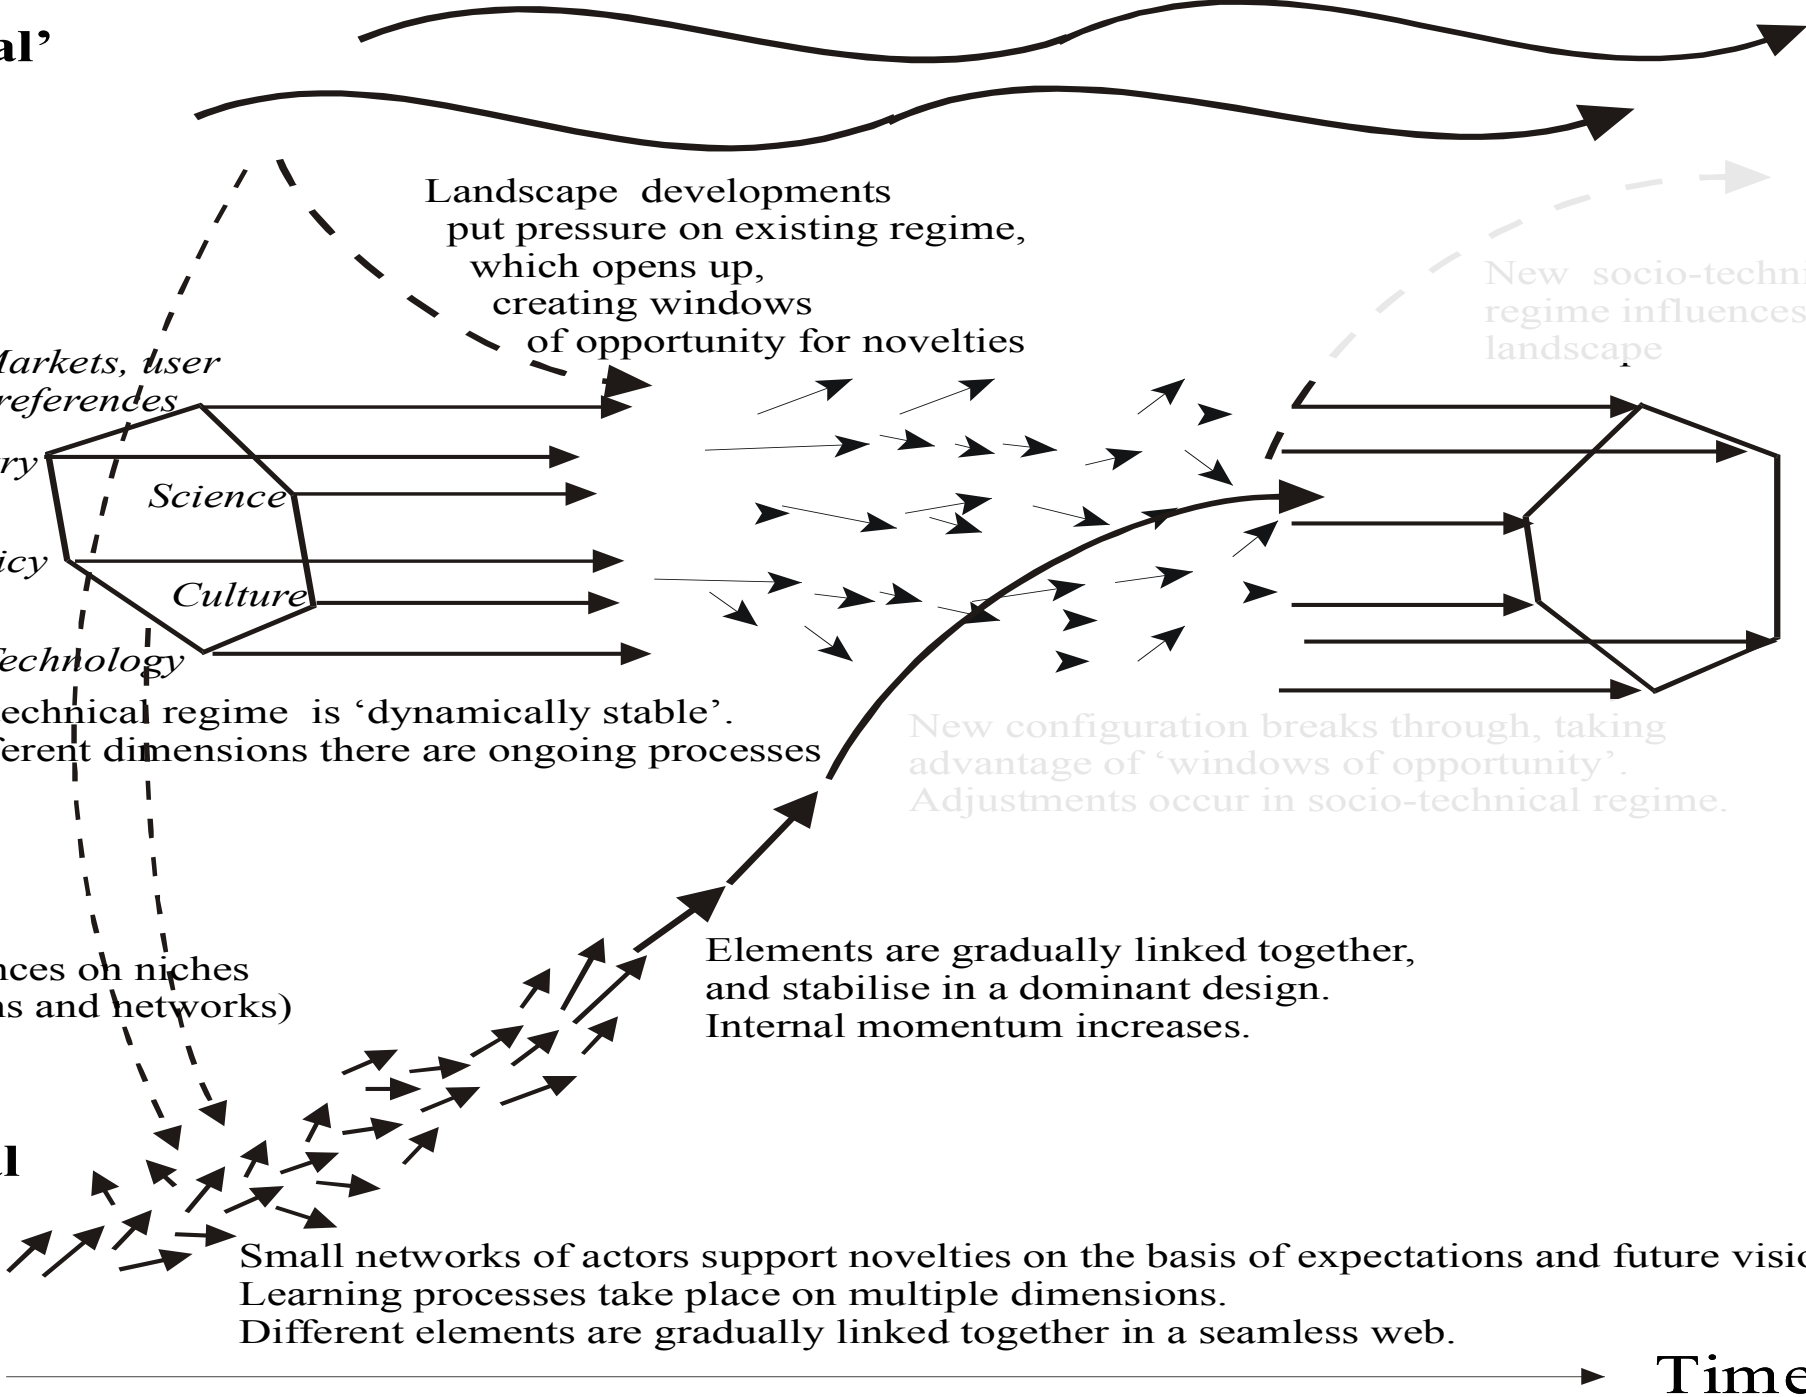 al’
Landscape developments
put pressure on existing regime,
which opens up,
creating windows
of opportunity for novelties
New socio-techni
regime influences
landscape
Markets, user
references
ry
Science
icy
Culture
Technology
echnical regime is ‘dynamically stable’.
ferent dimensions there are ongoing processes
New configuration breaks through, taking
advantage of ‘windows of opportunity’.
Adjustments occur in socio-technical regime.
Elements are gradually linked together,
and stabilise in a dominant design.
Internal momentum increases.
nces on niches
ns and networks)
al
Small networks of actors support novelties on the basis of expectations and future visio
Learning processes take place on multiple dimensions.
Different elements are gradually linked together in a seamless web.
Time